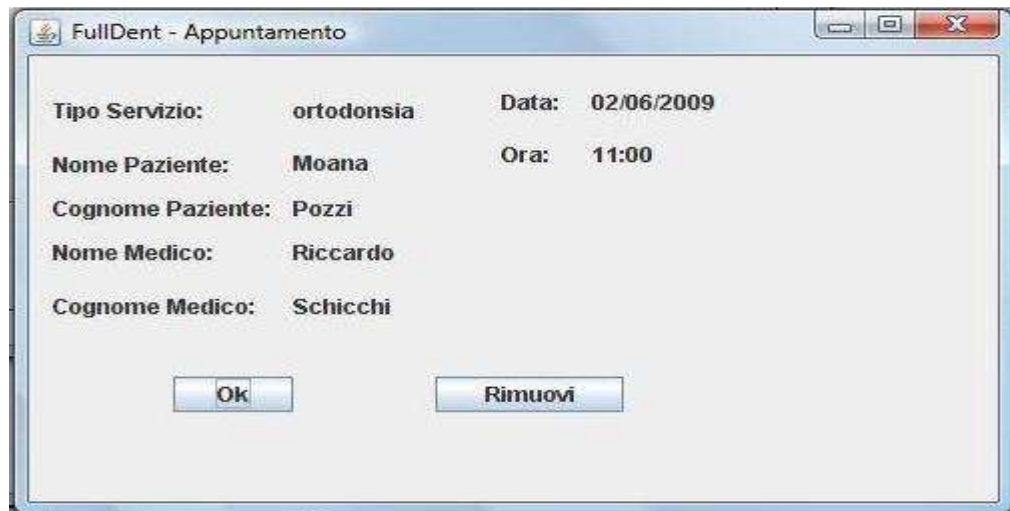 FullDent - Appuntamento
Tipo Servizio: ortodonsia Data: 02/06/2009
Nome Paziente: Moana Ora: 11:00
Cognome Paziente: Pozzi
Nome Medico: Riccardo
Cognome Medico: Schicchi
Ok Rimuovi